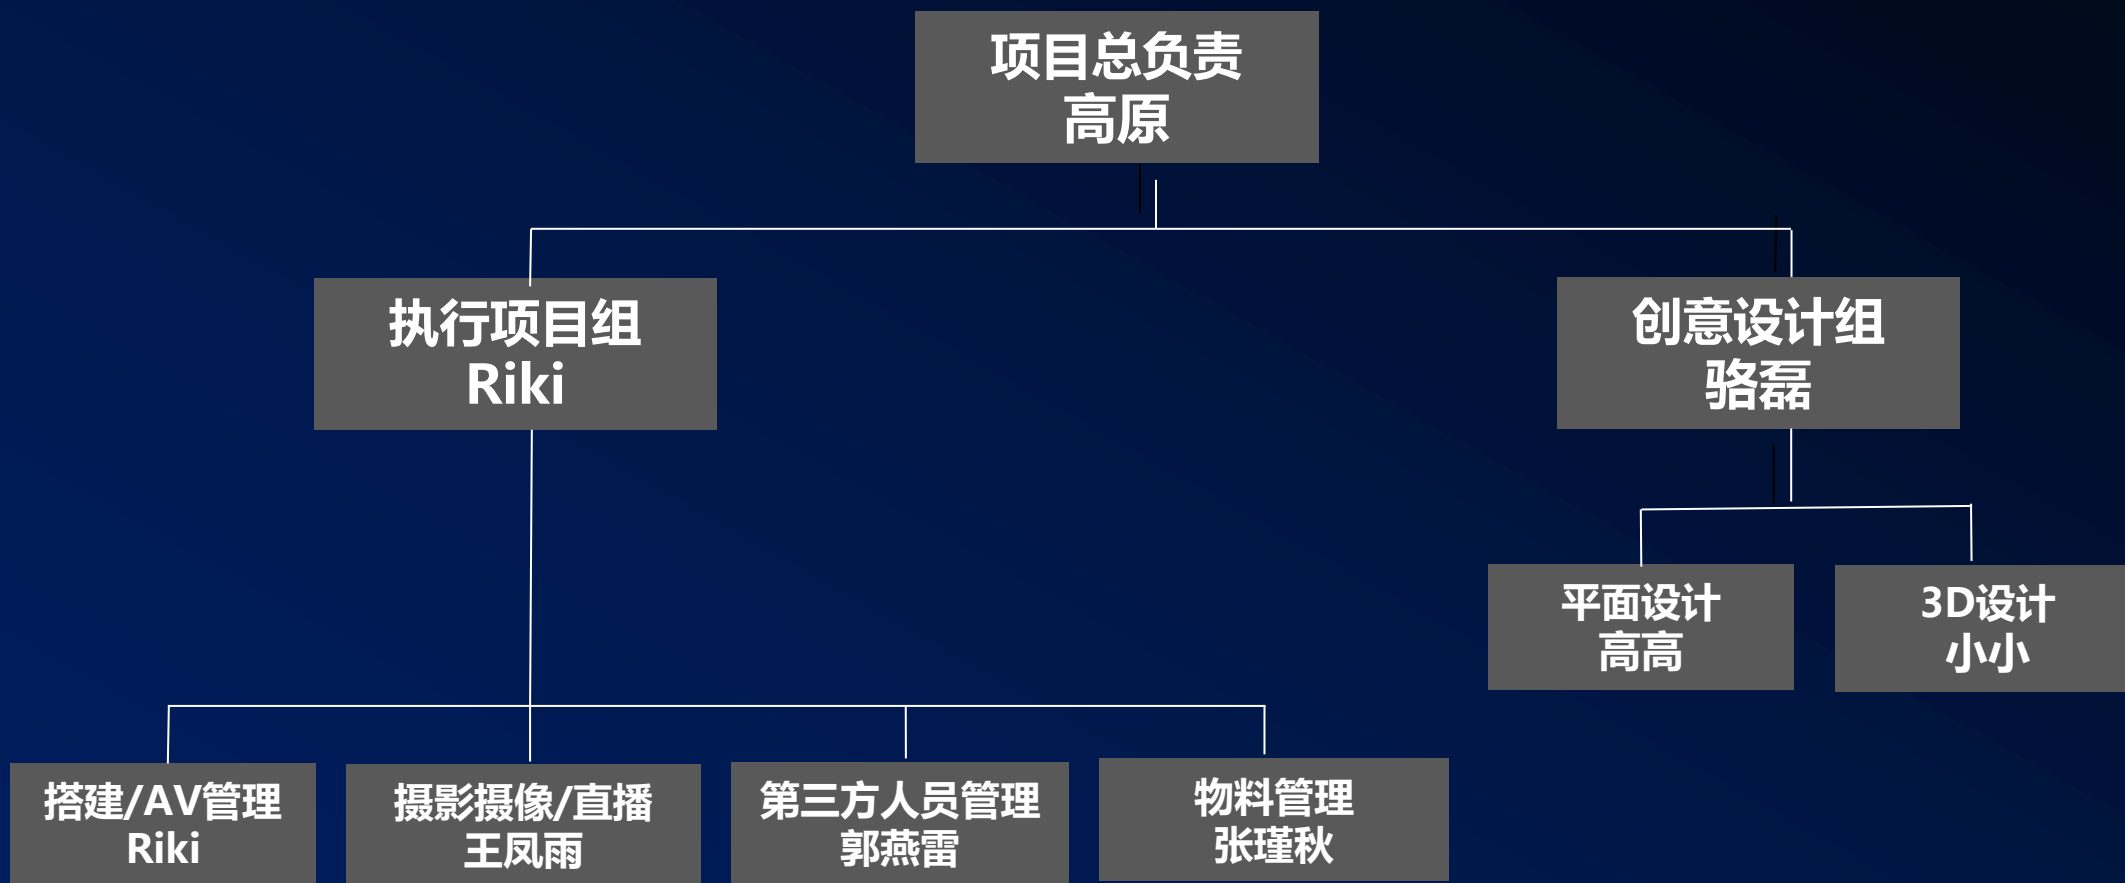 项目总负责
高原
执行项目组
Riki
创意设计组
骆磊
平面设计
高高
3D设计
小小
搭建/AV管理
Riki
摄影摄像/直播
王凤雨
第三方人员管理
郭燕雷
物料管理
张瑾秋